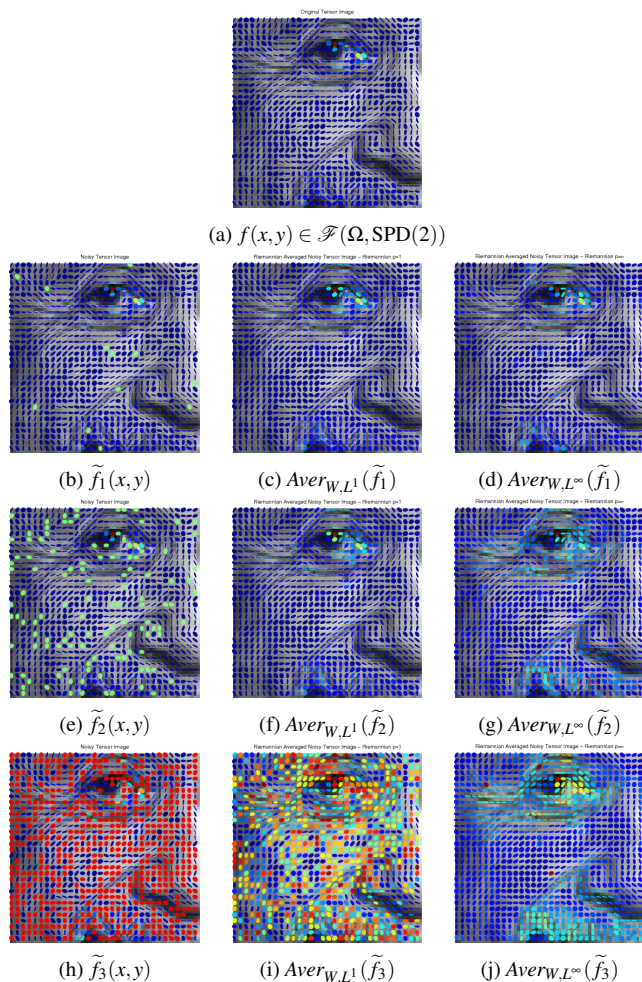 Original Tensor Image
(a) f(x,y) ∈ ℱ(Ω,SPD(2))
Noisy Tensor Image
Riemannian Averaged Noisy Tensor Image − Riemannian p=1
Riemannian Averaged Noisy Tensor Image − Riemannian p=∞
(b) f̃₁(x,y)
(c) Aver_{W,L¹}(f̃₁)
(d) Aver_{W,L^∞}(f̃₁)
Noisy Tensor Image
Riemannian Averaged Noisy Tensor Image − Riemannian p=1
Riemannian Averaged Noisy Tensor Image − Riemannian p=∞
(e) f̃₂(x,y)
(f) Aver_{W,L¹}(f̃₂)
(g) Aver_{W,L^∞}(f̃₂)
Noisy Tensor Image
Riemannian Averaged Noisy Tensor Image − Riemannian p=1
Riemannian Averaged Noisy Tensor Image − Riemannian p=∞
(h) f̃₃(x,y)
(i) Aver_{W,L¹}(f̃₃)
(j) Aver_{W,L^∞}(f̃₃)